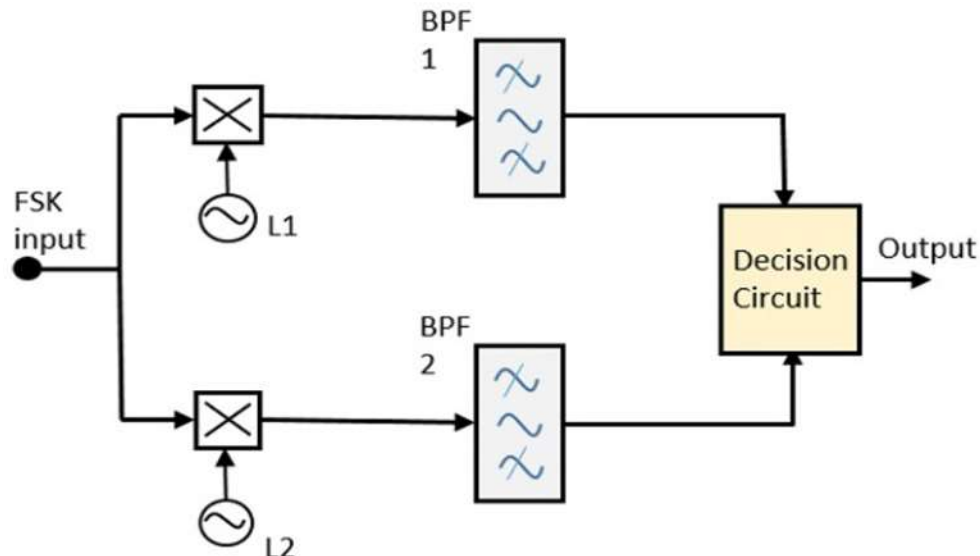 BPF
1
FSK
input
L1
Decision
Circuit
Output
BPF
2
L2